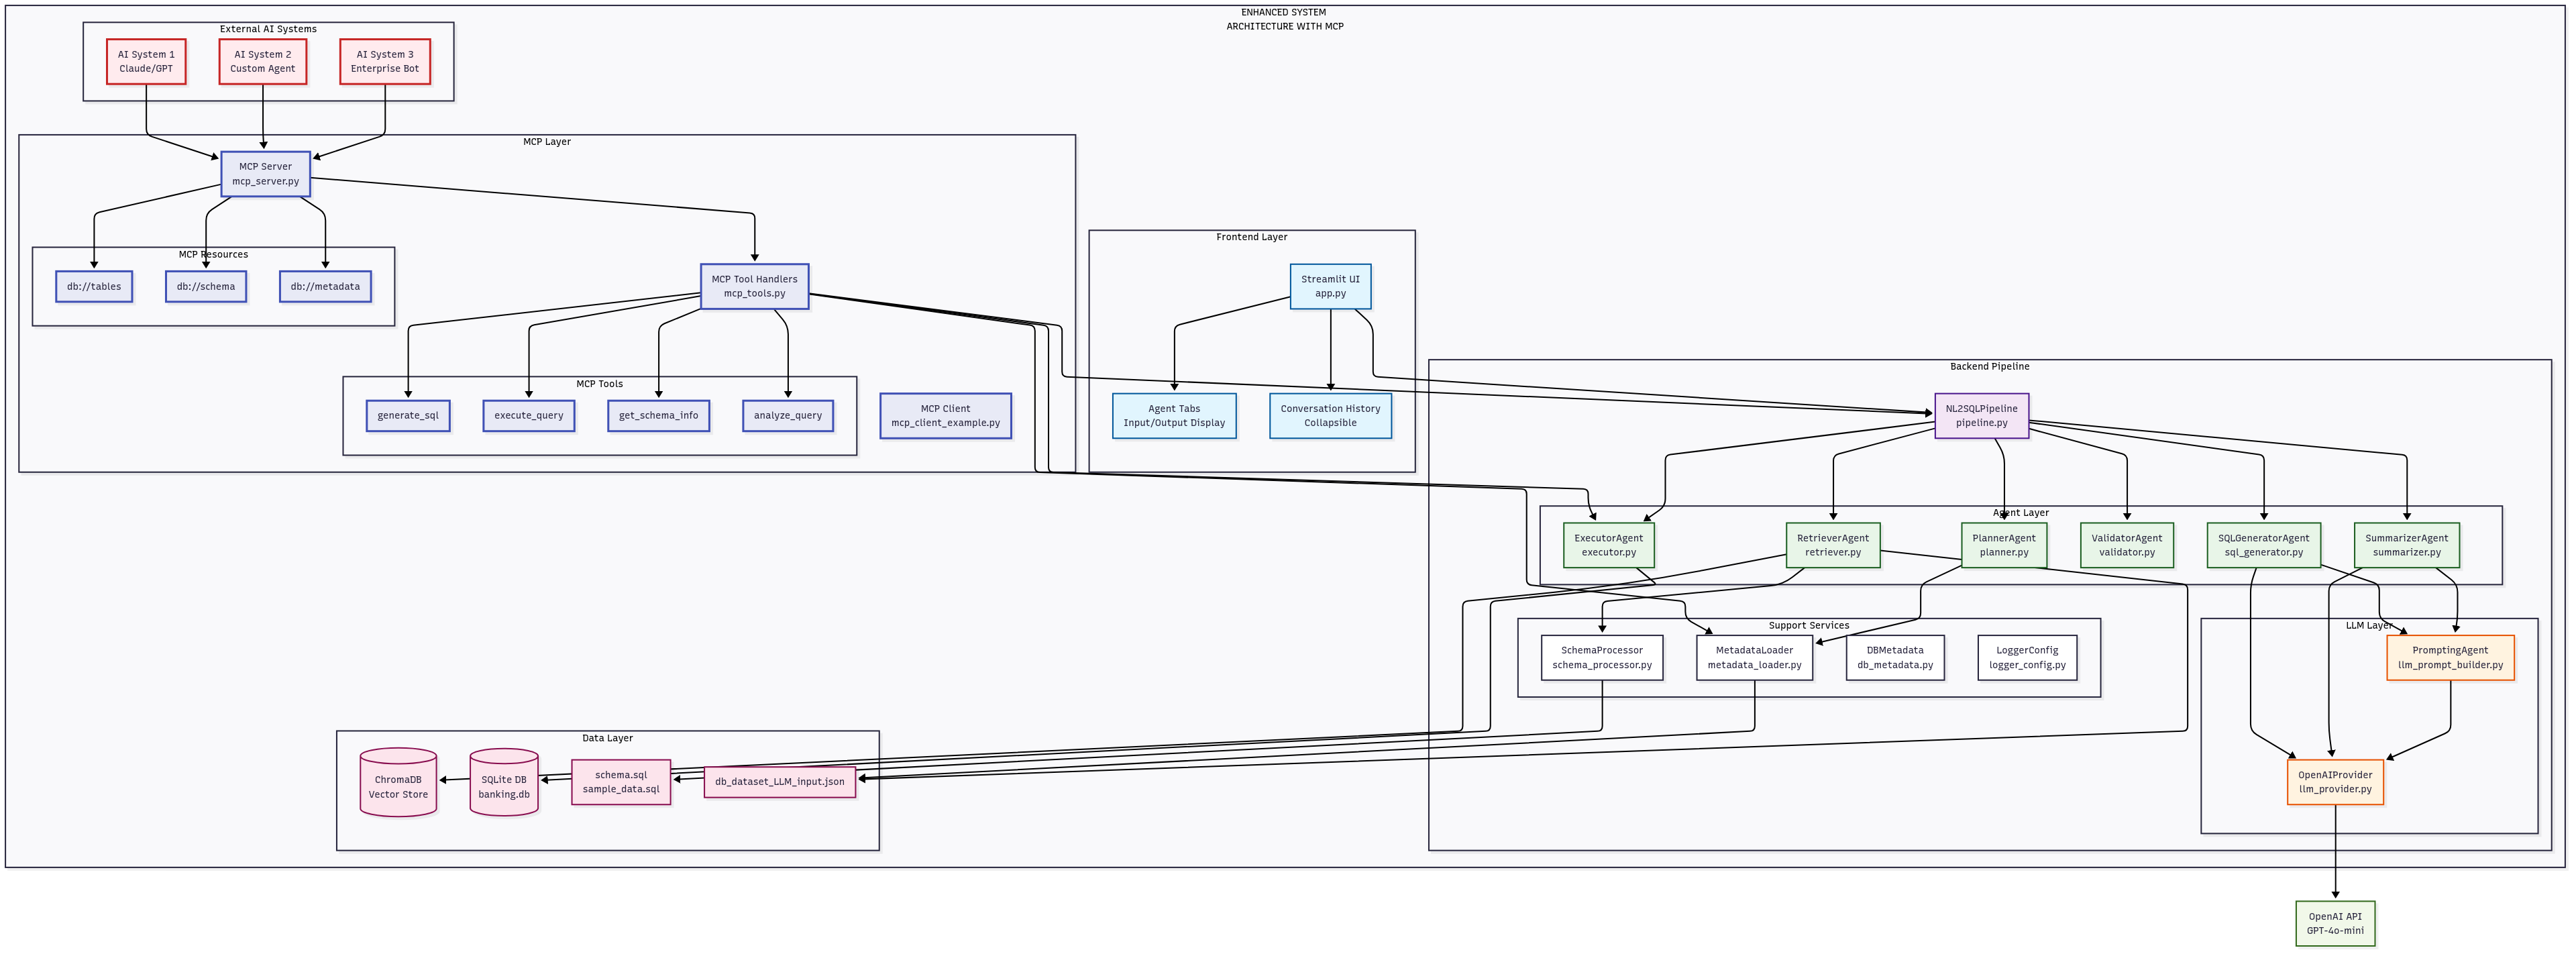 ENHANCED SYSTEM
ARCHITECTURE WITH MCP
External AI Systems
AI System 1
Claude/GPT
AI System 2
Custom Agent
AI System 3
Enterprise Bot
MCP Layer
MCP Server
mcp_server.py
MCP Resources
db://tables
db://schema
db://metadata
MCP Tool Handlers
mcp_tools.py
MCP Tools
generate_sql
execute_query
get_schema_info
analyze_query
MCP Client
mcp_client_example.py
Frontend Layer
Streamlit UI
app.py
Agent Tabs
Input/Output Display
Conversation History
Collapsible
Backend Pipeline
NL2SQLPipeline
pipeline.py
Agent Layer
ExecutorAgent
executor.py
RetrieverAgent
retriever.py
PlannerAgent
planner.py
ValidatorAgent
validator.py
SQLGeneratorAgent
sql_generator.py
SummarizerAgent
summarizer.py
Support Services
SchemaProcessor
schema_processor.py
MetadataLoader
metadata_loader.py
DBMetadata
db_metadata.py
LoggerConfig
logger_config.py
LLM Layer
PromptingAgent
llm_prompt_builder.py
OpenAIProvider
llm_provider.py
Data Layer
ChromaDB
Vector Store
SQLite DB
banking.db
schema.sql
sample_data.sql
db_dataset_LLM_input.json
OpenAI API
GPT-4o-mini